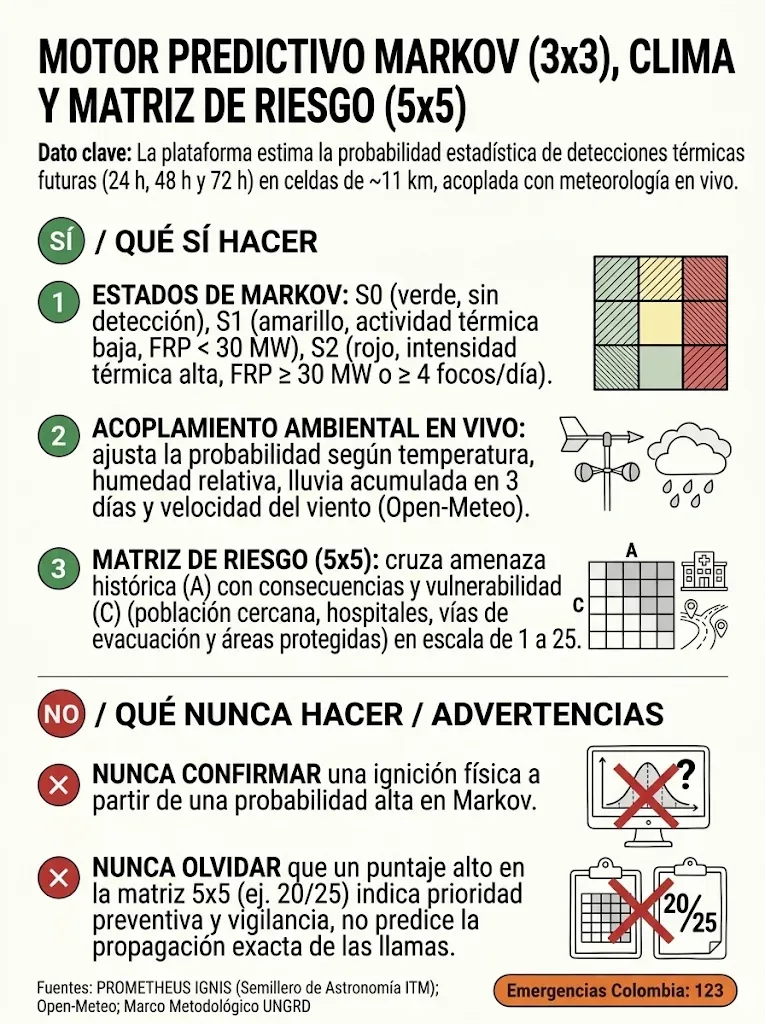 MOTOR PREDICTIVO MARKOV (3x3), CLIMA
Y MATRIZ DE RIESGO (5x5)
Dato clave: La plataforma estima la probabilidad estadística de detecciones térmicas
futuras (24 h, 48 h y 72 h) en celdas de ~11 km, acoplada con meteorología en vivo.
SÍ / QUÉ SÍ HACER
1 ESTADOS DE MARKOV: S0 (verde, sin
detección), S1 (amarillo, actividad térmica
baja, FRP < 30 MW), S2 (rojo, intensidad
térmica alta, FRP ≥ 30 MW o ≥ 4 focos/día).
2 ACOPLAMIENTO AMBIENTAL EN VIVO:
ajusta la probabilidad según temperatura,
humedad relativa, lluvia acumulada en 3
días y velocidad del viento (Open-Meteo).
3 MATRIZ DE RIESGO (5x5): cruza amenaza
histórica (A) con consecuencias y vulnerabilidad
(C) (población cercana, hospitales, vías de
evacuación y áreas protegidas) en escala de 1 a 25.
A
C
NO / QUÉ NUNCA HACER / ADVERTENCIAS
NUNCA CONFIRMAR una ignición física a
partir de una probabilidad alta en Markov.
?
NUNCA OLVIDAR que un puntaje alto en
la matriz 5x5 (ej. 20/25) indica prioridad
preventiva y vigilancia, no predice la
propagación exacta de las llamas.
20/25
Fuentes: PROMETHEUS IGNIS (Semillero de Astronomía ITM);
Open-Meteo; Marco Metodológico UNGRD
Emergencias Colombia: 123